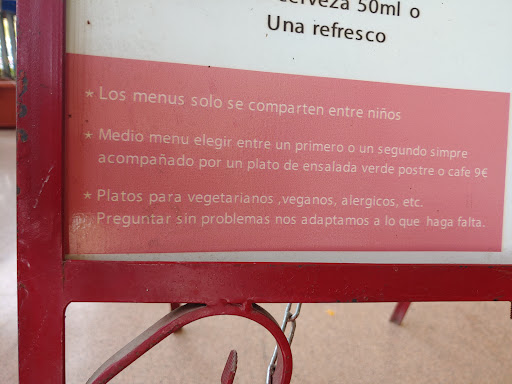 cerveza 50ml o
Una refresco
* Los menus solo se comparten entre niños
* Medio menu elegir entre un primero o un segundo simpre
acompañado por un plato de ensalada verde postre o cafe 9€
* Platos para vegetarianos ,veganos, alergicos, etc.
Preguntar sin problemas nos adaptamos a lo que haga falta.